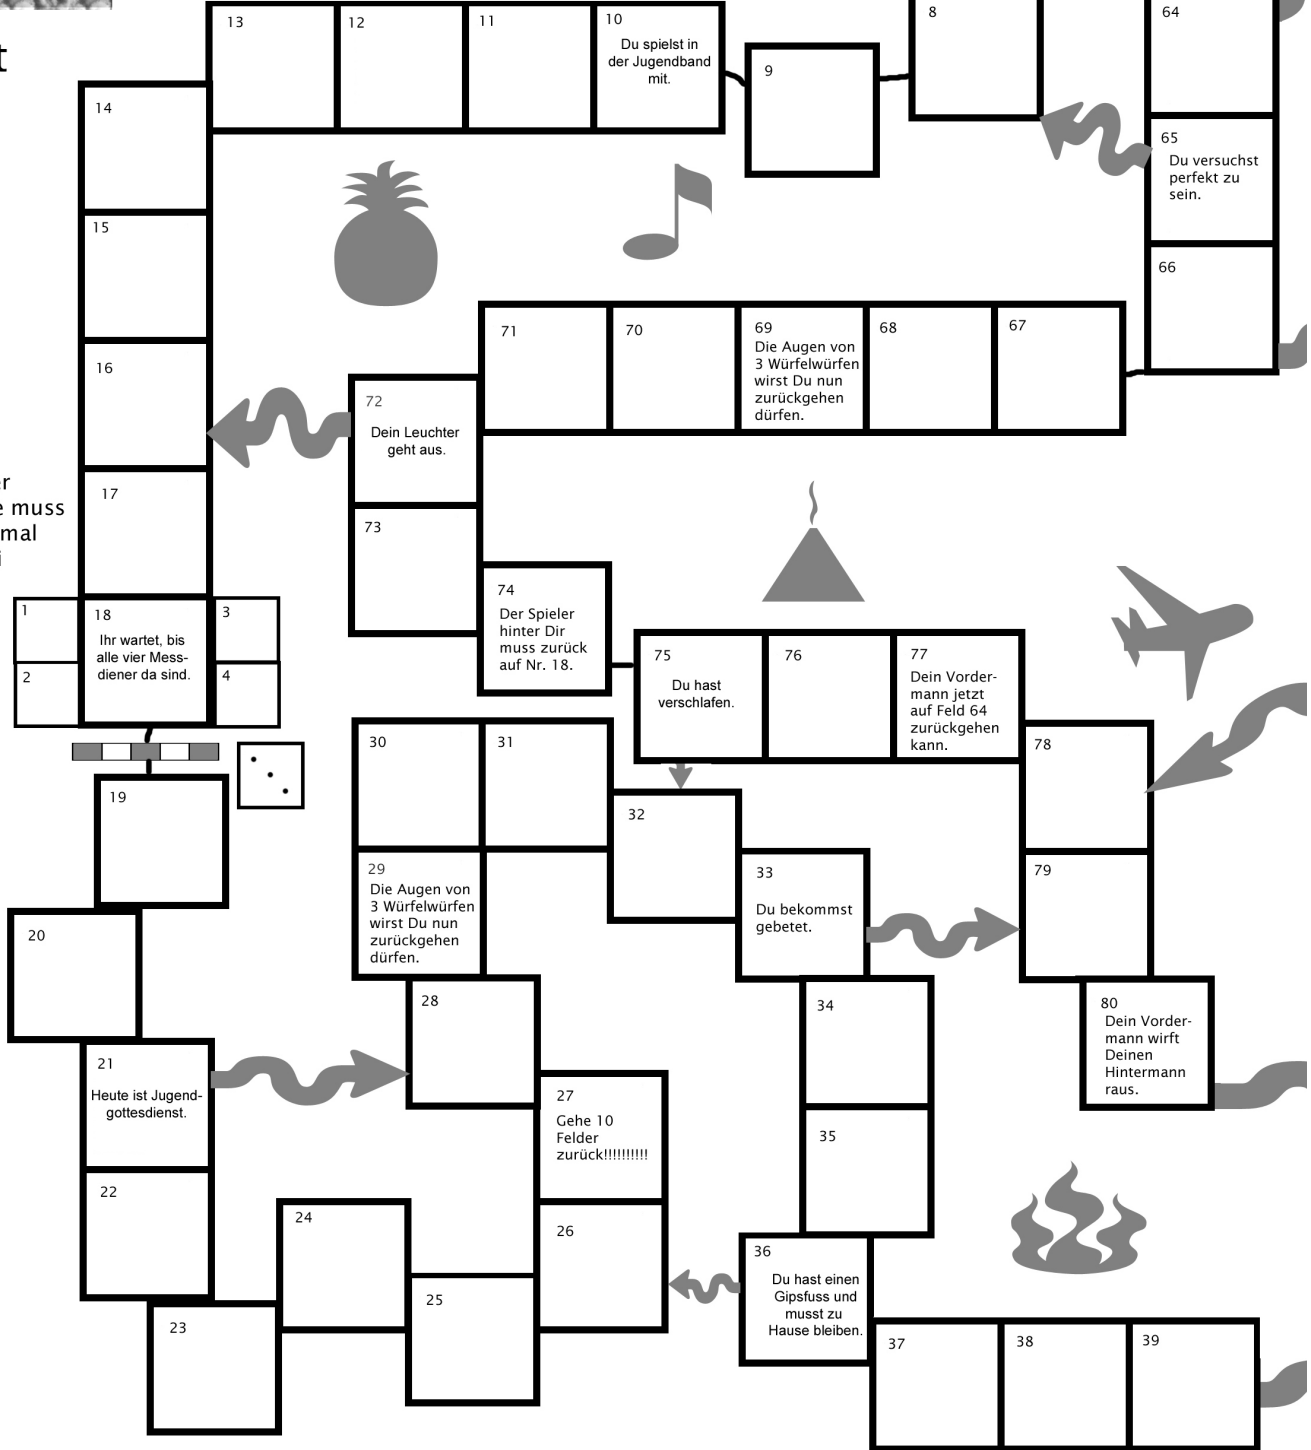 t
13
12
11
10
Du spielst in
der Jugendband
mit.
9
8
64
14
65
Du versuchst
perfekt zu
sein.
15
66
16
71
70
69
Die Augen von
3 Würfelwürfen
wirst Du nun
zurückgehen
dürfen.
68
67
72
Dein Leuchter
geht aus.
er
e muss
mal
i
17
73
74
Der Spieler
hinter Dir
muss zurück
auf Nr. 18.
1
18
Ihr wartet, bis
alle vier Mess-
diener da sind.
3
2
4
75
Du hast
verschlafen.
76
77
Dein Vorder-
mann jetzt
auf Feld 64
zurückgehen
kann.
78
30
31
19
32
29
Die Augen von
3 Würfelwürfen
wirst Du nun
zurückgehen
dürfen.
33
Du bekommst
gebetet.
79
20
28
34
80
Dein Vorder-
mann wirft
Deinen
Hintermann
raus.
21
Heute ist Jugend-
gottesdienst.
27
Gehe 10
Felder
zurück!!!!!!!!!!
35
22
24
26
36
Du hast einen
Gipsfuss und
musst zu
Hause bleiben.
25
23
37
38
39